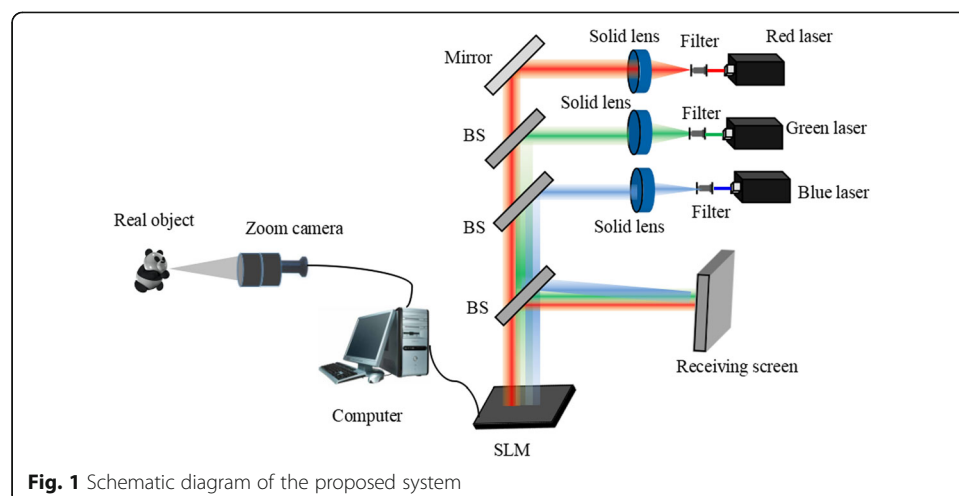 Solid lens
Filter
Red laser
Mirror
Solid lens
Filter
Green laser
BS
Blue laser
BS
Filter
Solid lens
Real object
Zoom camera
BS
Receiving screen
Computer
SLM
Fig. 1 Schematic diagram of the proposed system